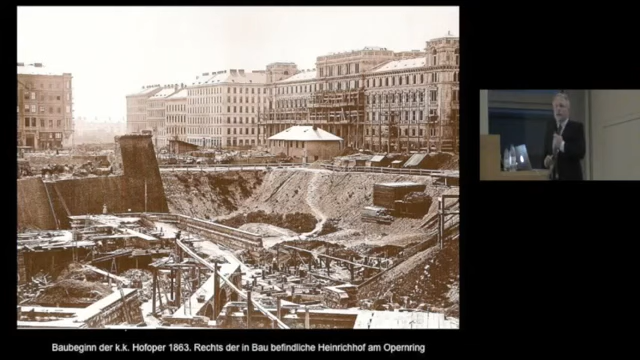 Baubeginn der k.k. Hofoper 1863. Rechts der in Bau befindliche Heinrichhof am Opernring